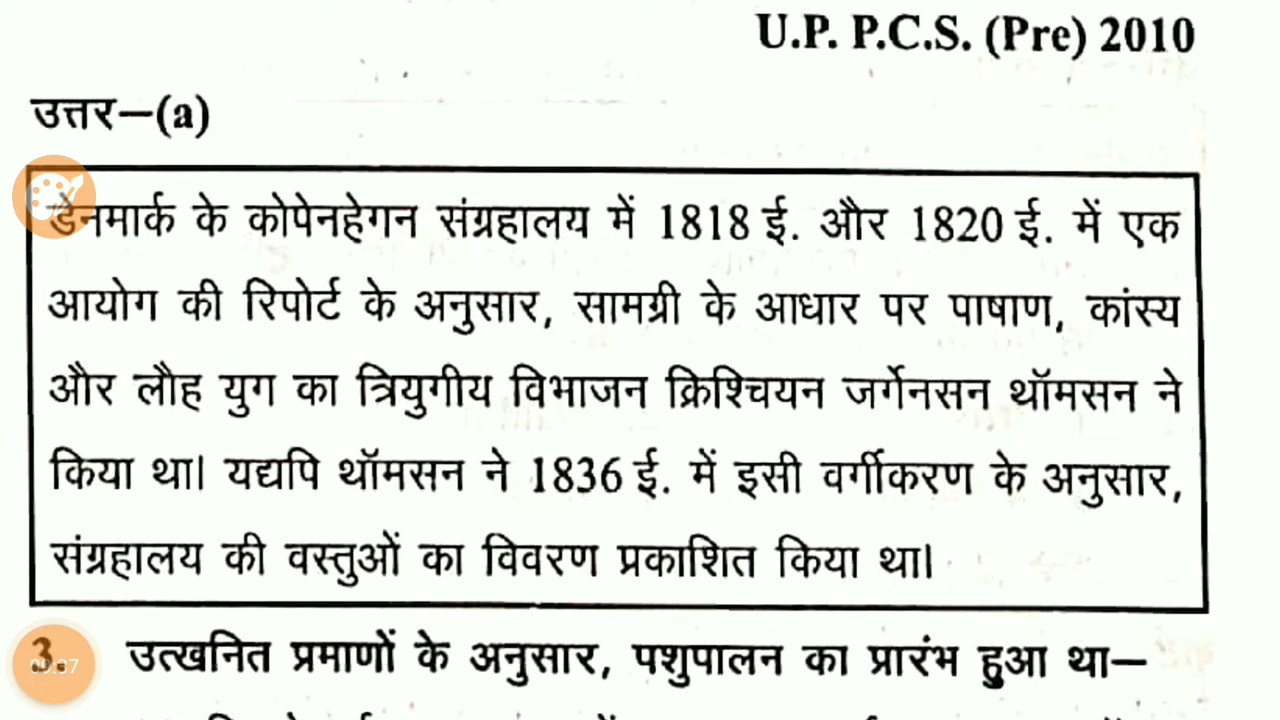 U.P. P.C.S. (Pre) 2010
उत्तर–(a)
डेनमार्क के कोपेनहेगन संग्रहालय में 1818 ई. और 1820 ई. में एक
आयोग की रिपोर्ट के अनुसार, सामग्री के आधार पर पाषाण, कांस्य
और लौह युग का त्रियुगीय विभाजन क्रिश्चियन जर्गेनसन थॉमसन ने
किया था। यद्यपि थॉमसन ने 1836 ई. में इसी वर्गीकरण के अनुसार,
संग्रहालय की वस्तुओं का विवरण प्रकाशित किया था।
3. उत्खनित प्रमाणों के अनुसार, पशुपालन का प्रारंभ हुआ था–